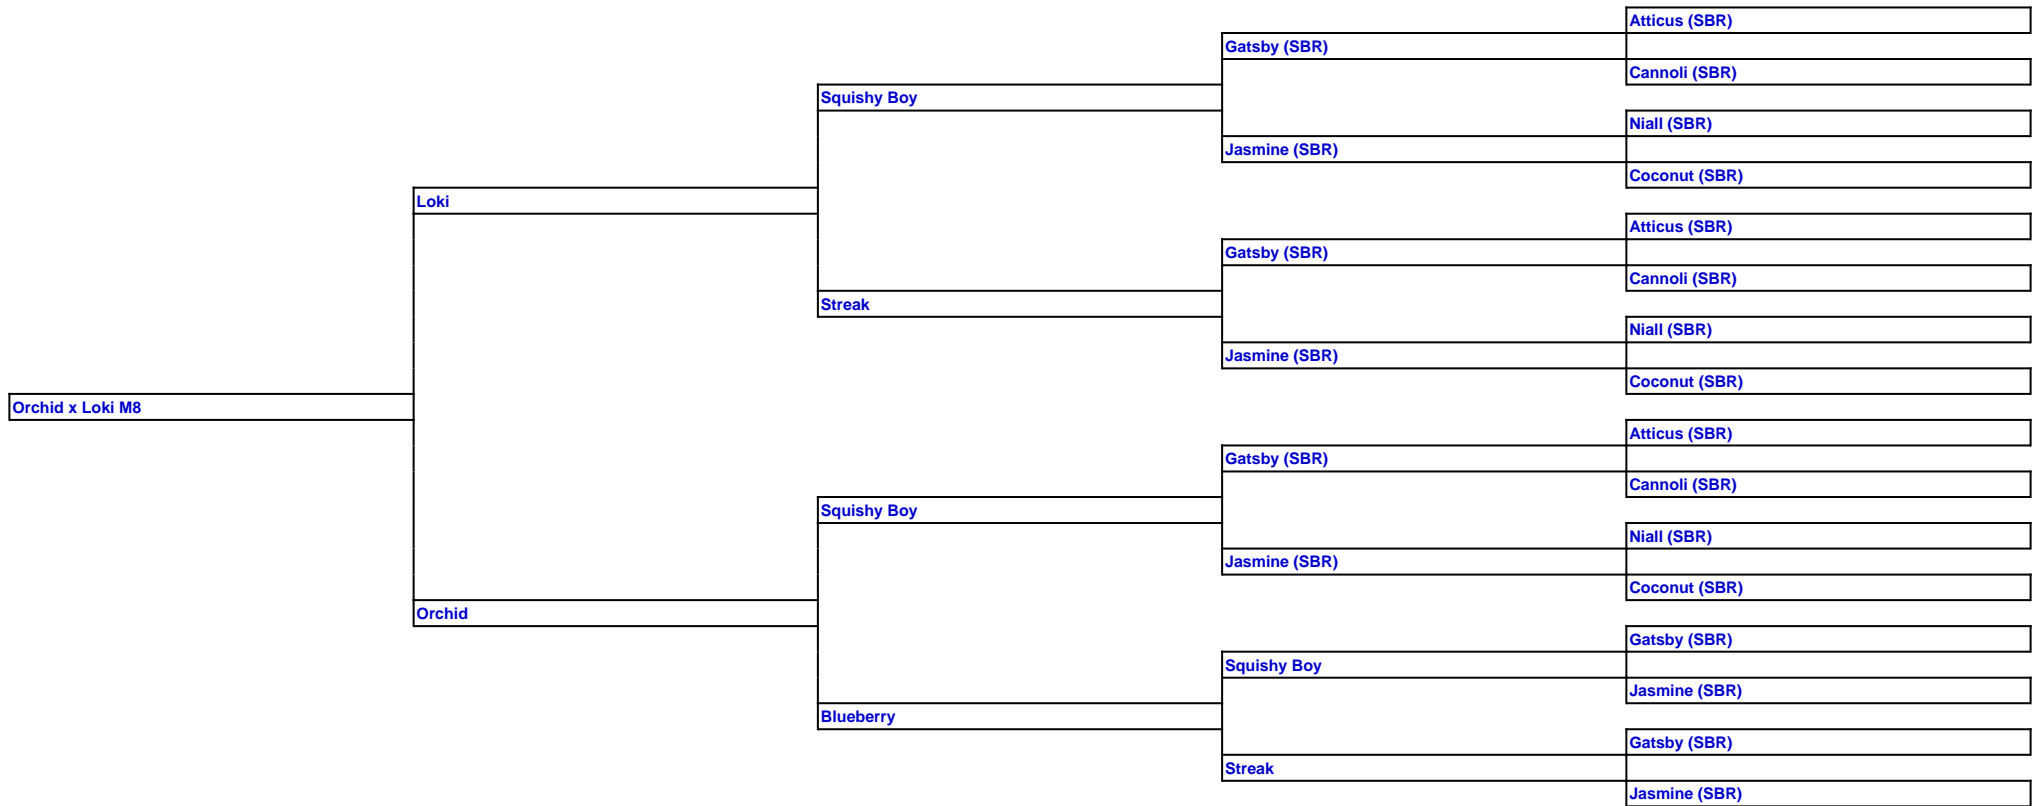 Atticus (SBR)
Gatsby (SBR)
Cannoli (SBR)
Squishy Boy
Niall (SBR)
Jasmine (SBR)
Coconut (SBR)
Loki
Atticus (SBR)
Gatsby (SBR)
Cannoli (SBR)
Streak
Niall (SBR)
Jasmine (SBR)
Coconut (SBR)
Orchid x Loki M8
Atticus (SBR)
Gatsby (SBR)
Cannoli (SBR)
Squishy Boy
Niall (SBR)
Jasmine (SBR)
Coconut (SBR)
Orchid
Gatsby (SBR)
Squishy Boy
Jasmine (SBR)
Blueberry
Gatsby (SBR)
Streak
Jasmine (SBR)